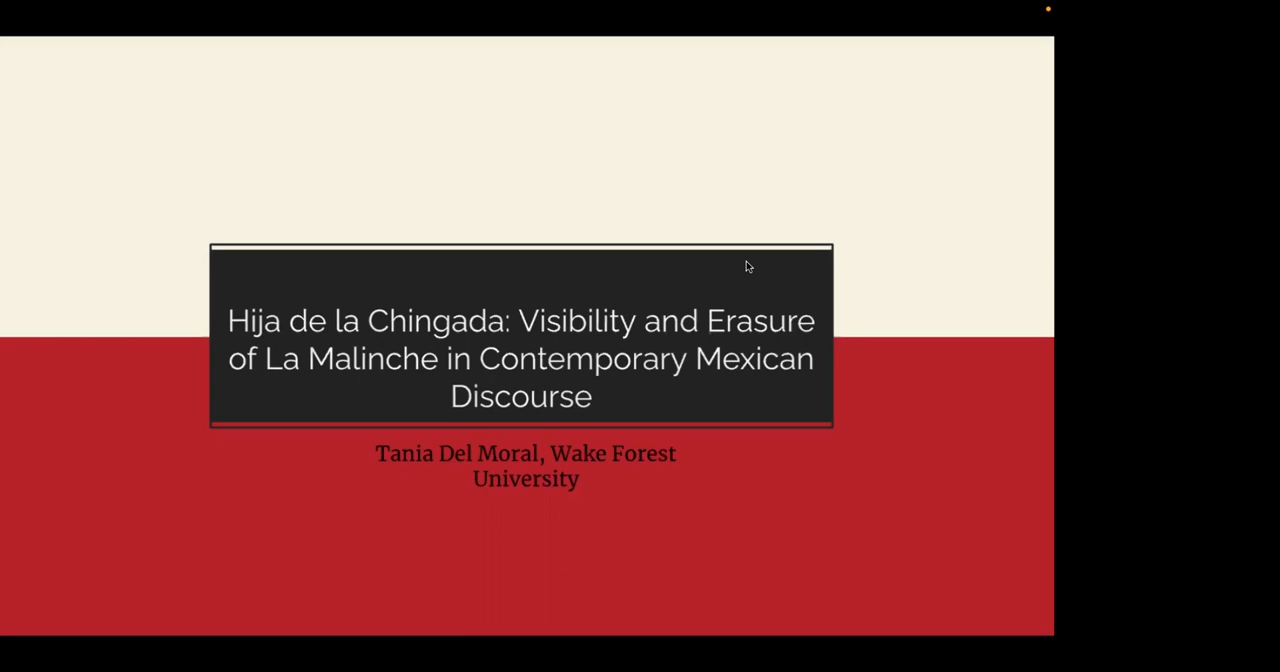 Hija de la Chingada: Visibility and Erasure
of La Malinche in Contemporary Mexican
Discourse
Tania Del Moral, Wake Forest
University